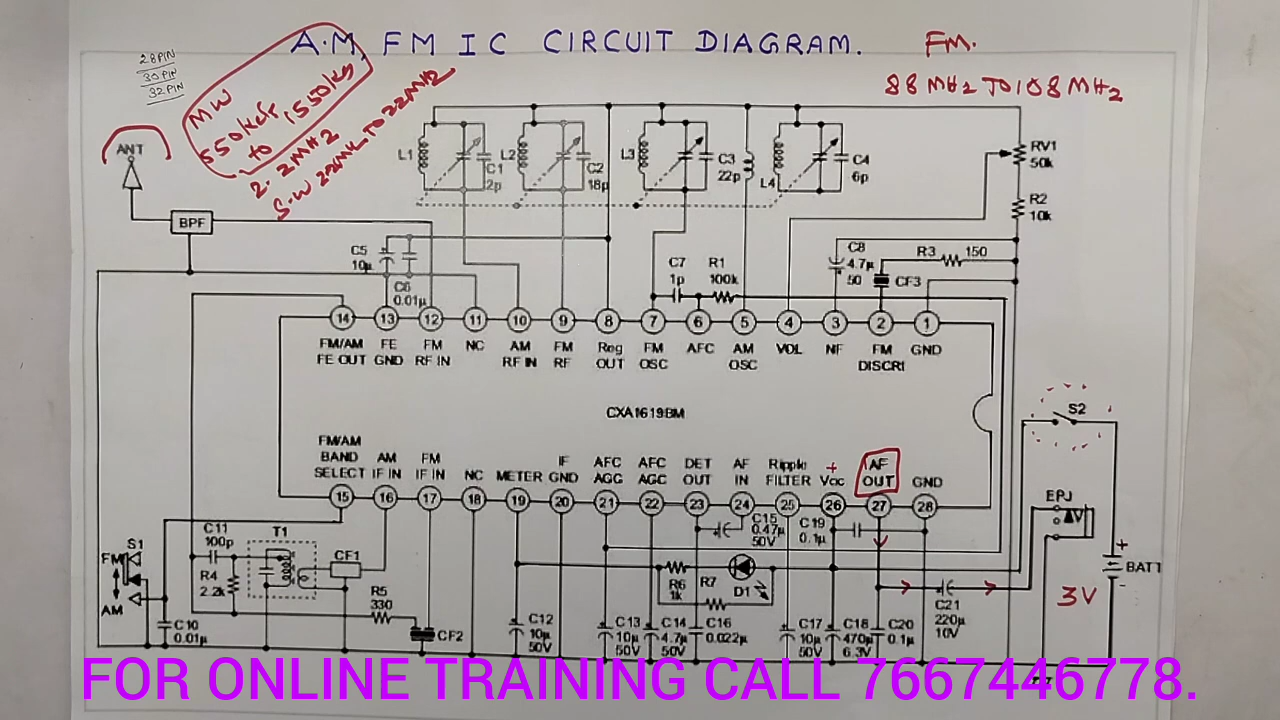 A.M FM IC CIRCUIT DIAGRAM.
FM.
88 MHz TO 108 MHz
28PIN
30 PIN
32 PIN
MW
550 KHz
to 1550 kHz
2.2MHz
S.W 2.2MHz TO 22MHz
ANT
BPF
L1
C1
2p
L2
C2
18p
L3
C3
22p
L4
C4
6p
RV1
50k
R2
10k
C5
10µ
C6
0.01µ
C7
1p
R1
100k
C8
4.7µ
50
R3 150
CF3
14 13 12 11 10 9 8 7 6 5 4 3 2 1
FM/AM
FE OUT
FE
GND
FM
RF IN
NC
AM
RF IN
FM
RF
Reg
OUT
FM
OSC
AFC
AM
OSC
VOL
NF
FM
DISCRI
GND
CXA1619BM
FM/AM
BAND
SELECT
AM
IF IN
FM
IF IN
NC
METER
IF
GND
AFC
AGC
AFC
AGC
DET
OUT
AF
IN
Ripple
FILTER
+
Vcc
AF
OUT
GND
15 16 17 18 19 20 21 22 23 24 25 26 27 28
S2
EPJ
+
BATT
-
3V
S1
FM
AM
C11
100p
T1
R4
2.2k
CF1
R5
330
CF2
C10
0.01µ
C12
10µ
50V
C13
10µ
50V
C14
4.7µ
50V
R6
1k
R7
D1
C16
0.022µ
C15
0.47µ
50V
C19
0.1µ
C17
10µ
50V
C18
470µ
6.3V
C20
0.1µ
C21
220µ
10V
FOR ONLINE TRAINING CALL 7667446778.